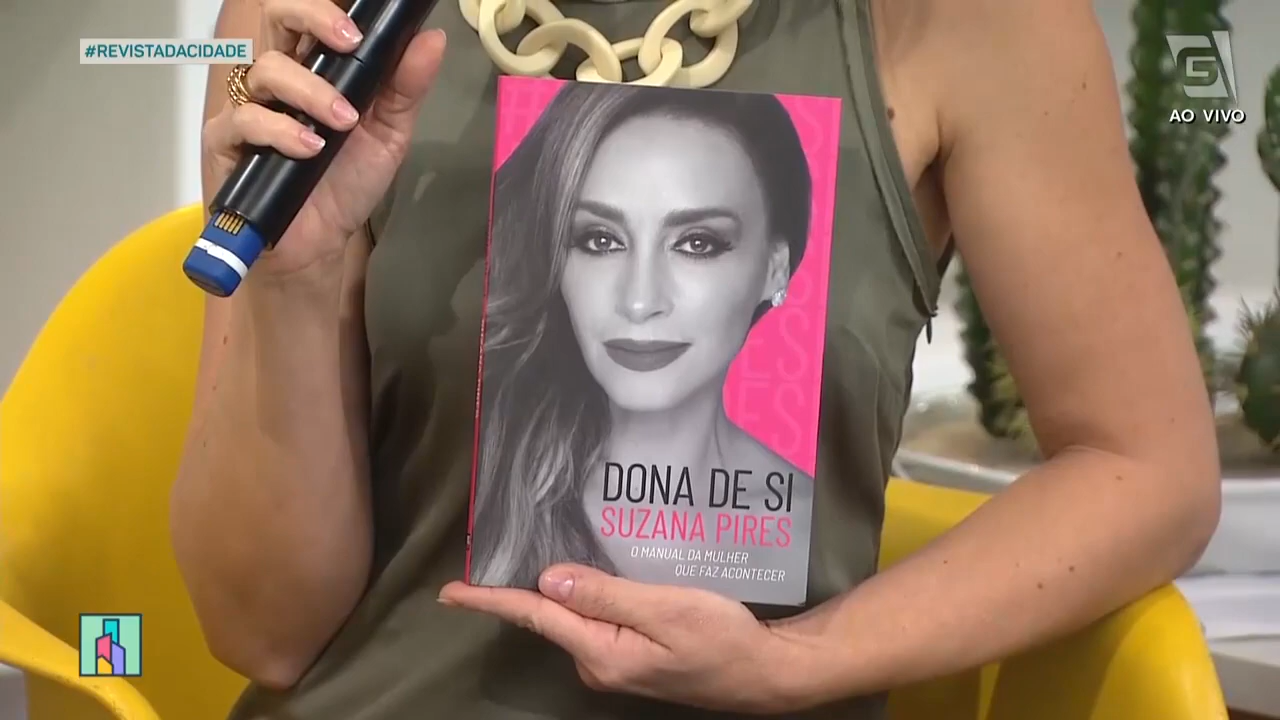 #REVISTADACIDADE
G
AO VIVO
DONA DE SI
SUZANA PIRES
O MANUAL DA MULHER
QUE FAZ ACONTECER